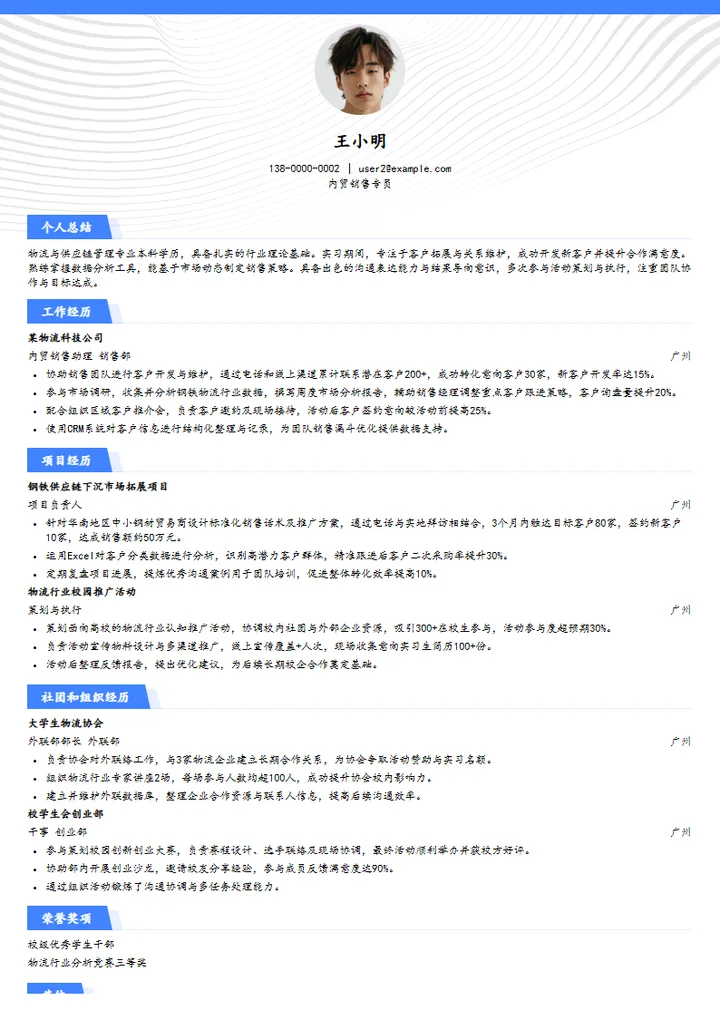 王小明
138-0000-0002 | user2@example.com
内贸销售专员
个人总结
物流与供应链管理专业本科学历，具备扎实的行业理论基础。实习期间，专注于客户拓展与关系维护，成功开发新客户并提升合作满意度。
熟练掌握数据分析工具，能基于市场动态制定销售策略。具备出色的沟通表达能力与结果导向意识，多次参与活动策划与执行，注重团队协
作与目标达成。
工作经历
某物流科技公司
内贸销售助理 销售部 广州
• 协助销售团队进行客户开发与维护，通过电话和线上渠道累计联系潜在客户200+，成功转化意向客户30家，新客户开发率达15%。
• 参与市场调研，收集并分析钢铁物流行业数据，撰写周度市场分析报告，辅助销售经理调整重点客户跟进策略，客户询盘量提升20%。
• 配合组织区域客户推介会，负责客户邀约及现场接待，活动后客户签约意向较活动前提高25%。
• 使用CRM系统对客户信息进行结构化整理与记录，为团队销售漏斗优化提供数据支持。
项目经历
钢铁供应链下沉市场拓展项目
项目负责人 广州
• 针对华南地区中小钢材贸易商设计标准化销售话术及推广方案，通过电话与实地拜访相结合，3个月内触达目标客户80家，签约新客户
10家，达成销售额约50万元。
• 运用Excel对客户分类数据进行分析，识别高潜力客户群体，精准跟进后客户二次采购率提升30%。
• 定期复盘项目进展，提炼优秀沟通案例用于团队培训，促进整体转化效率提高10%。
物流行业校园推广活动
策划与执行 广州
• 策划面向高校的物流行业认知推广活动，协调校内社团与外部企业资源，吸引300+在校生参与，活动参与度超预期30%。
• 负责活动宣传物料设计与多渠道推广，线上宣传覆盖+人次，现场收集意向实习生简历100+份。
• 活动后整理反馈报告，提出优化建议，为后续长期校企合作奠定基础。
社团和组织经历
大学生物流协会
外联部部长 外联部 广州
• 负责协会对外联络工作，与3家物流企业建立长期合作关系，为协会争取活动赞助与实习名额。
• 组织物流行业专家讲座2场，每场参与人数均超100人，成功提升协会校内影响力。
• 建立并维护外联数据库，整理企业合作资源与联系人信息，提高后续沟通效率。
校学生会创业部
干事 创业部 广州
• 参与策划校园创新创业大赛，负责赛程设计、选手联络及现场协调，最终活动顺利举办并获校方好评。
• 协助部内开展创业沙龙，邀请校友分享经验，参与成员反馈满意度达90%。
• 通过组织活动锻炼了沟通协调与多任务处理能力。
荣誉奖项
校级优秀学生干部
物流行业分析竞赛三等奖